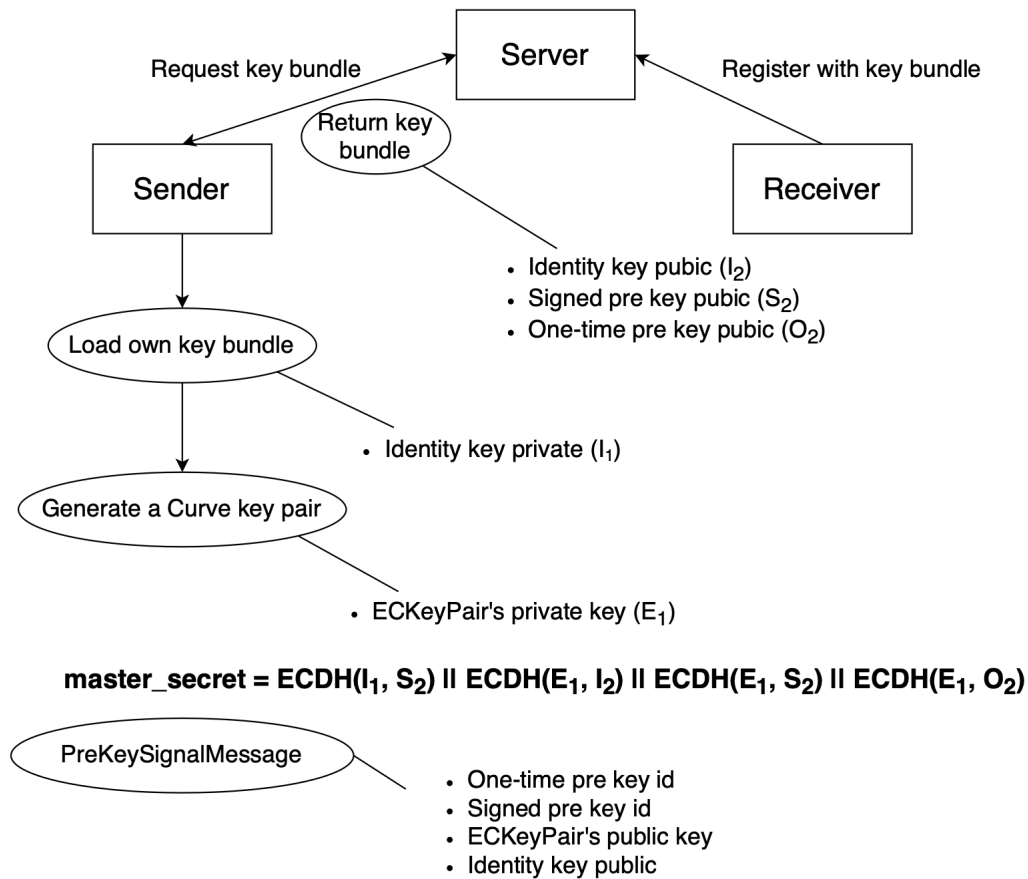 Server
Request key bundle
Register with key bundle
Return key
bundle
Sender
Receiver
• Identity key pubic (I₂)
• Signed pre key pubic (S₂)
• One-time pre key pubic (O₂)
Load own key bundle
• Identity key private (I₁)
Generate a Curve key pair
• ECKeyPair's private key (E₁)
master_secret = ECDH(I₁, S₂) || ECDH(E₁, I₂) || ECDH(E₁, S₂) || ECDH(E₁, O₂)
PreKeySignalMessage
• One-time pre key id
• Signed pre key id
• ECKeyPair's public key
• Identity key public